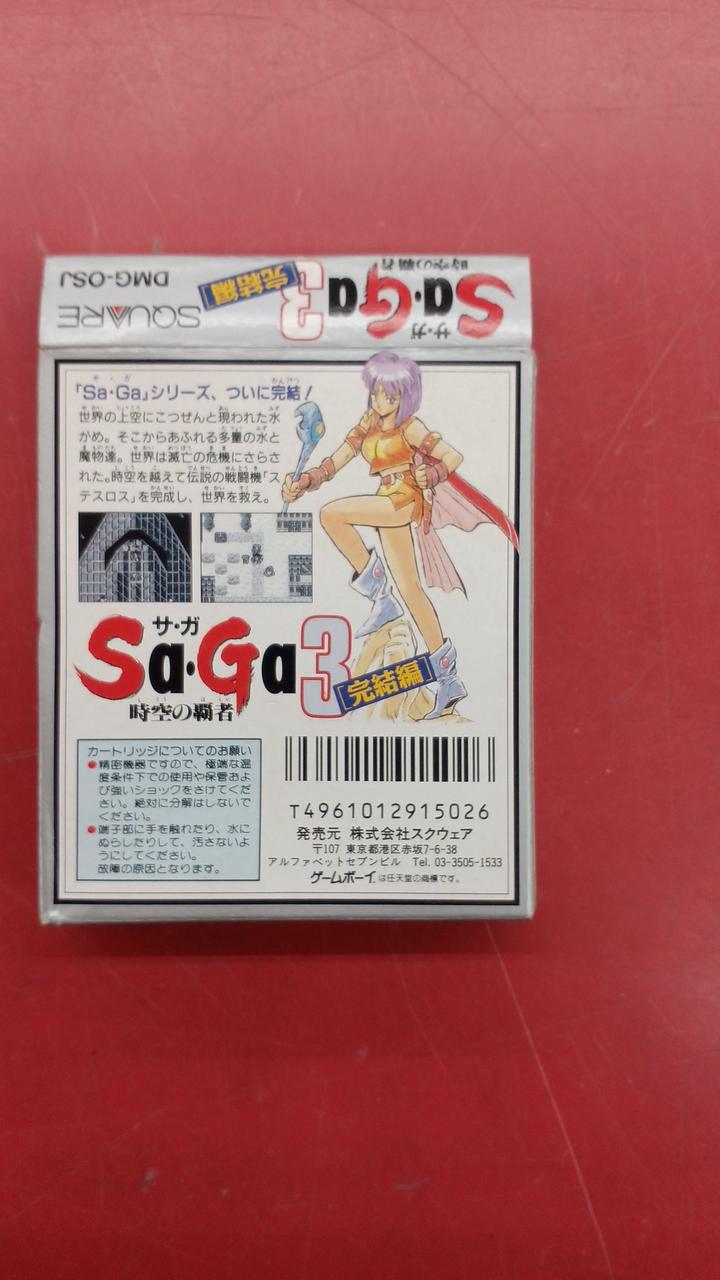 DMG-OSJ
SQUARE
Sa・Ga3
サ・ガ
時空の覇者
完結編
「Sa・Ga」シリーズ、ついに完結！
世界の上空にこつぜんと現われた水
がめ。そこからあふれる多量の水と
魔物達。世界は滅亡の危機にさらさ
れた。時空を越えて伝説の戦闘機「ス
テスロス」を完成し、世界を救え。
サ・ガ
Sa・Ga3
完結編
時空の覇者
カートリッジについてのお願い
●精密機器ですので、極端な温
度条件下での使用や保管およ
び強いショックをさけてくだ
さい。絶対に分解はしないで
ください。
●端子部に手を触れたり、水に
ぬらしたりして、汚さないよ
うにしてください。
故障の原因となります。
T4961012915026
発売元 株式会社スクウェア
〒107 東京都港区赤坂7-6-38
アルファベットセブンビル Tel. 03-3505-1533
ゲームボーイは任天堂の商標です。